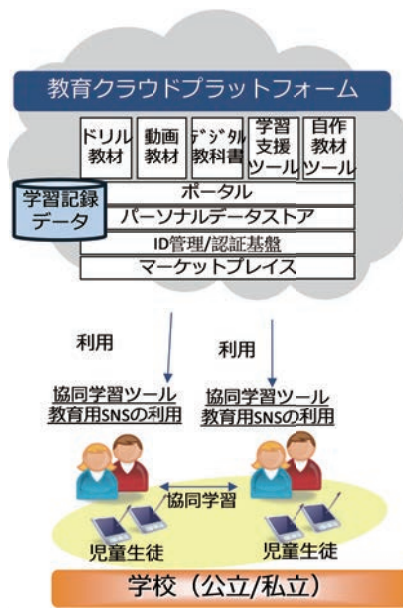 教育クラウドプラットフォーム
ドリル
教材
動画
教材
デジタル
教科書
学習
支援
ツール
自作
教材
ツール
学習記録
データ
ポータル
パーソナルデータストア
ID管理/認証基盤
マーケットプレイス
利用
利用
協同学習ツール
教育用SNSの利用
協同学習ツール
教育用SNSの利用
協同学習
児童生徒
児童生徒
学校（公立/私立）